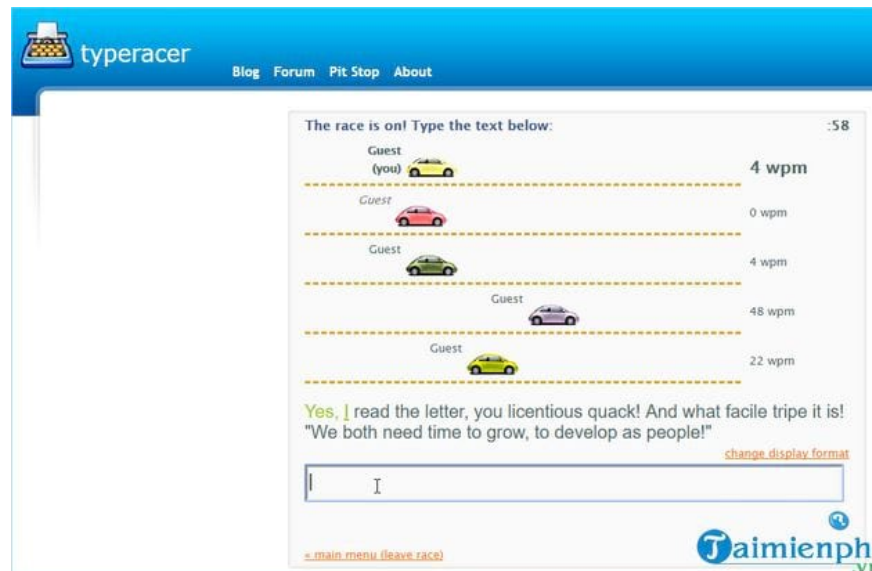 typeracer
Blog Forum Pit Stop About
The race is on! Type the text below: :58
Guest
(you) 4 wpm
Guest
0 wpm
Guest
4 wpm
Guest
48 wpm
Guest
22 wpm
Yes, I read the letter, you licentious quack! And what facile tripe it is!
"We both need time to grow, to develop as people!"
change display format
« main menu (leave race)
Taimienph